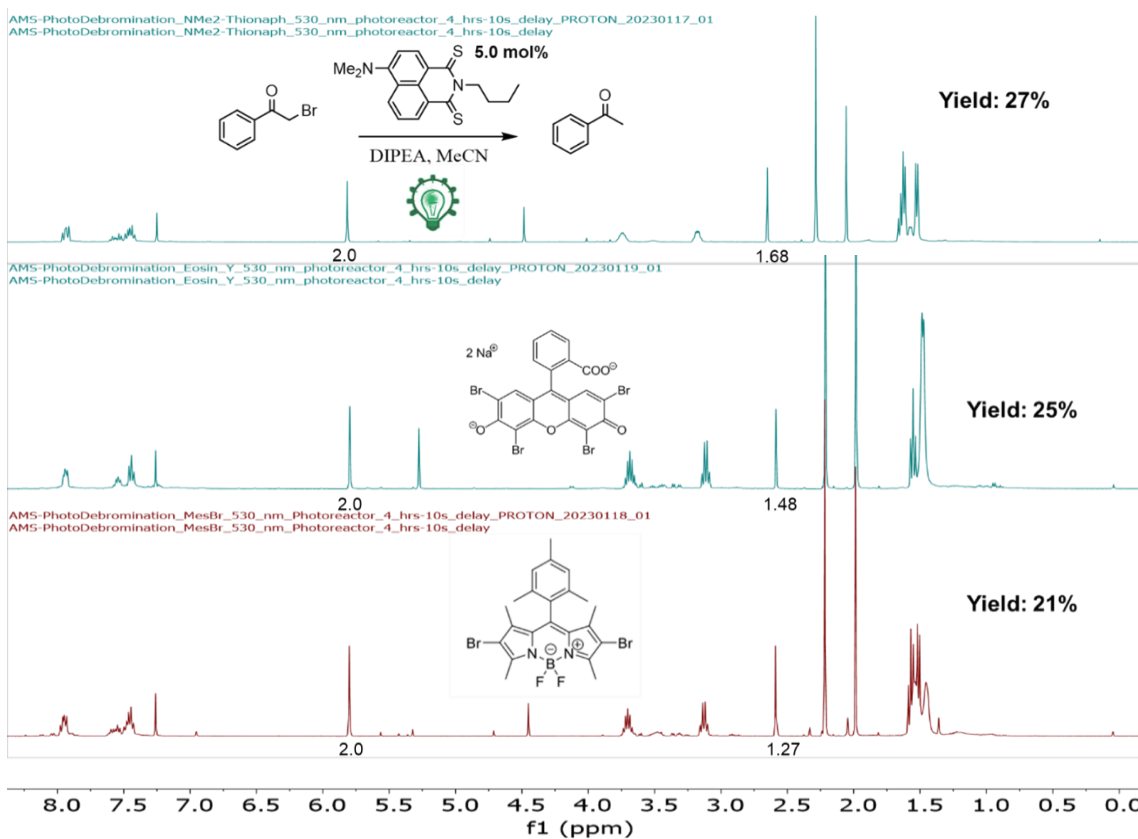 AMS-PhotoDebromination_NMe2-Thionaph_530_nm_photoreactor_4_hrs-10s_delay_PROTON_20230117_01
AMS-PhotoDebromination_NMe2-Thionaph_530_nm_photoreactor_4_hrs-10s_delay
5.0 mol%
S
Me₂N
N
S
O
Br
O
DIPEA, MeCN
Yield: 27%
2.0
1.68
AMS-PhotoDebromination_Eosin_Y_530_nm_photoreactor_4_hrs-10s_delay_PROTON_20230119_01
AMS-PhotoDebromination_Eosin_Y_530_nm_photoreactor_4_hrs-10s_delay
2 Na⊕
COO⊖
Br
Br
⊖O
O
O
Br
Br
Yield: 25%
2.0
1.48
AMS-PhotoDebromination_MesBr_530_nm_Photoreactor_4_hrs-10s_delay_PROTON_20230118_01
AMS-PhotoDebromination_MesBr_530_nm_Photoreactor_4_hrs-10s_delay
Br
Br
N
⊖
⊕
N
B
F
F
Yield: 21%
2.0
1.27
8.0 7.5 7.0 6.5 6.0 5.5 5.0 4.5 4.0 3.5 3.0 2.5 2.0 1.5 1.0 0.5 0.0
f1 (ppm)